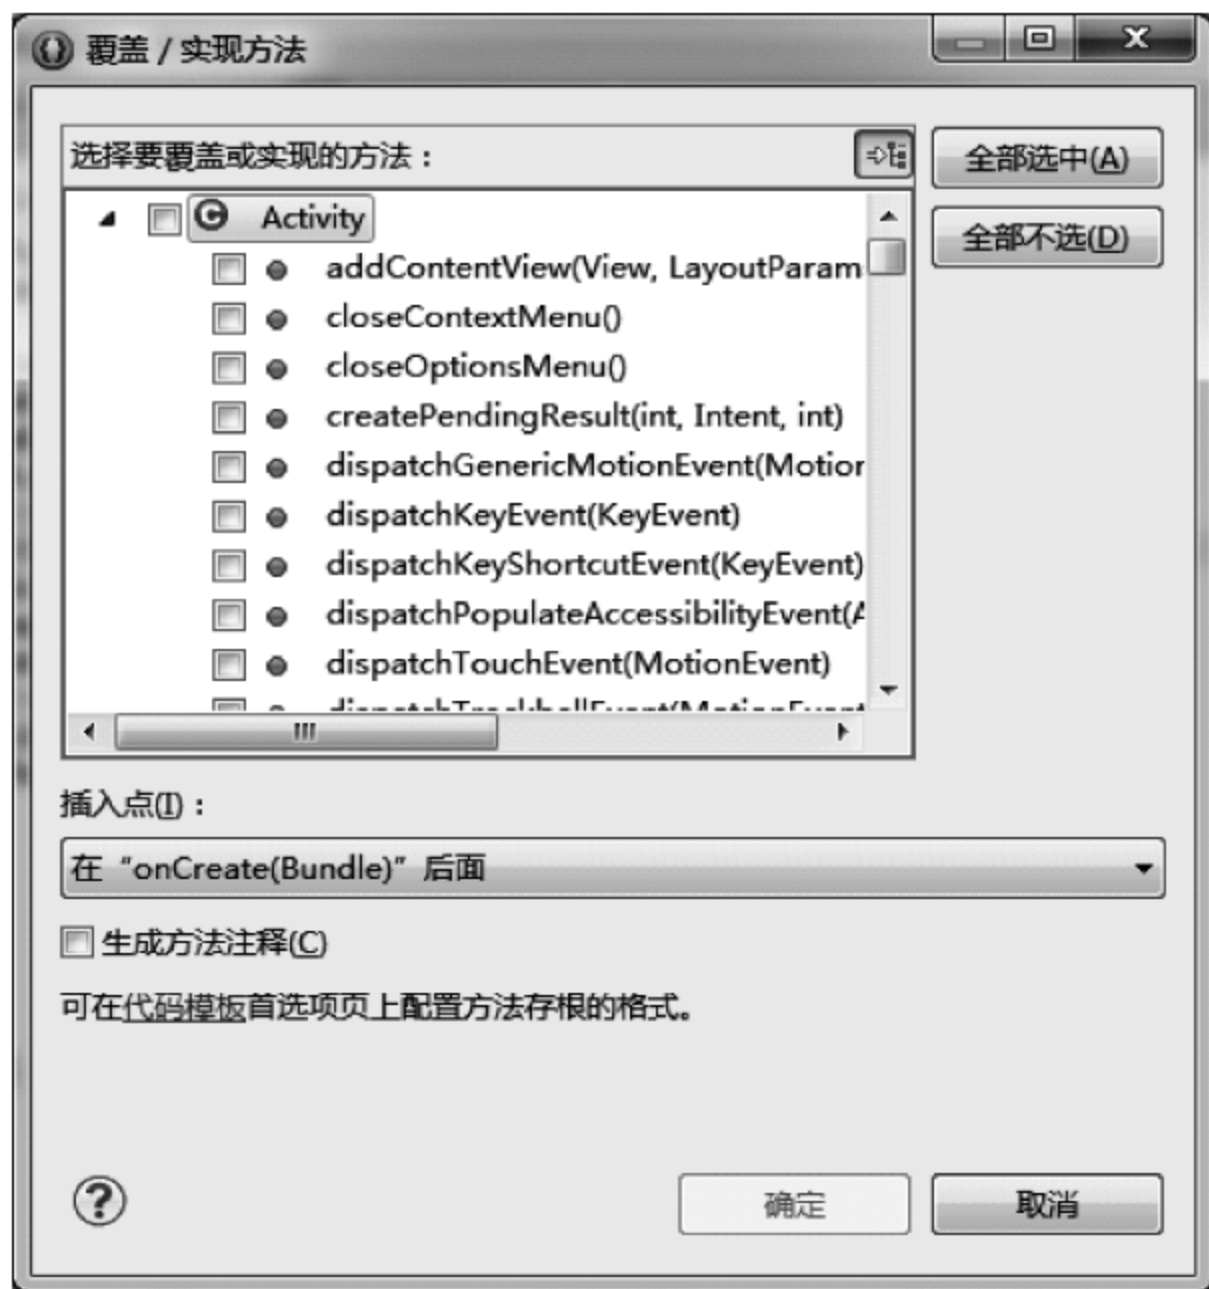 覆盖 / 实现方法
选择要覆盖或实现的方法：
全部选中(A)
全部不选(D)
Activity
addContentView(View, LayoutParam
closeContextMenu()
closeOptionsMenu()
createPendingResult(int, Intent, int)
dispatchGenericMotionEvent(Motion
dispatchKeyEvent(KeyEvent)
dispatchKeyShortcutEvent(KeyEvent)
dispatchPopulateAccessibilityEvent(A
dispatchTouchEvent(MotionEvent)
dispatchTrackballEvent(MotionEvent
插入点(I)：
在 "onCreate(Bundle)" 后面
生成方法注释(C)
可在代码模板首选项页上配置方法存根的格式。
确定
取消